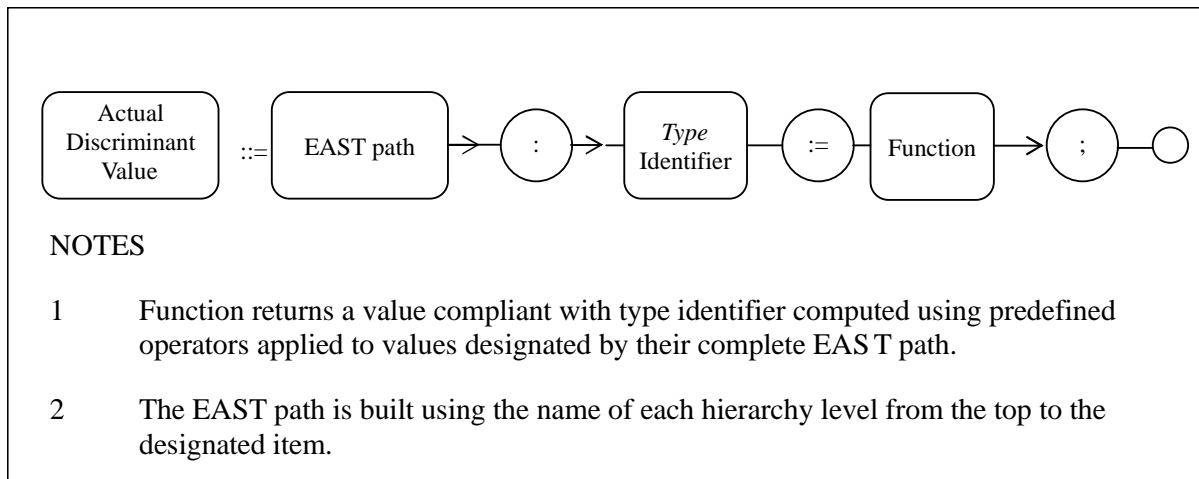 Actual
Discriminant
Value
::=
EAST path
:
Type
Identifier
:=
Function
;
NOTES
1 Function returns a value compliant with type identifier computed using predefined
operators applied to values designated by their complete EAS T path.
2 The EAST path is built using the name of each hierarchy level from the top to the
designated item.